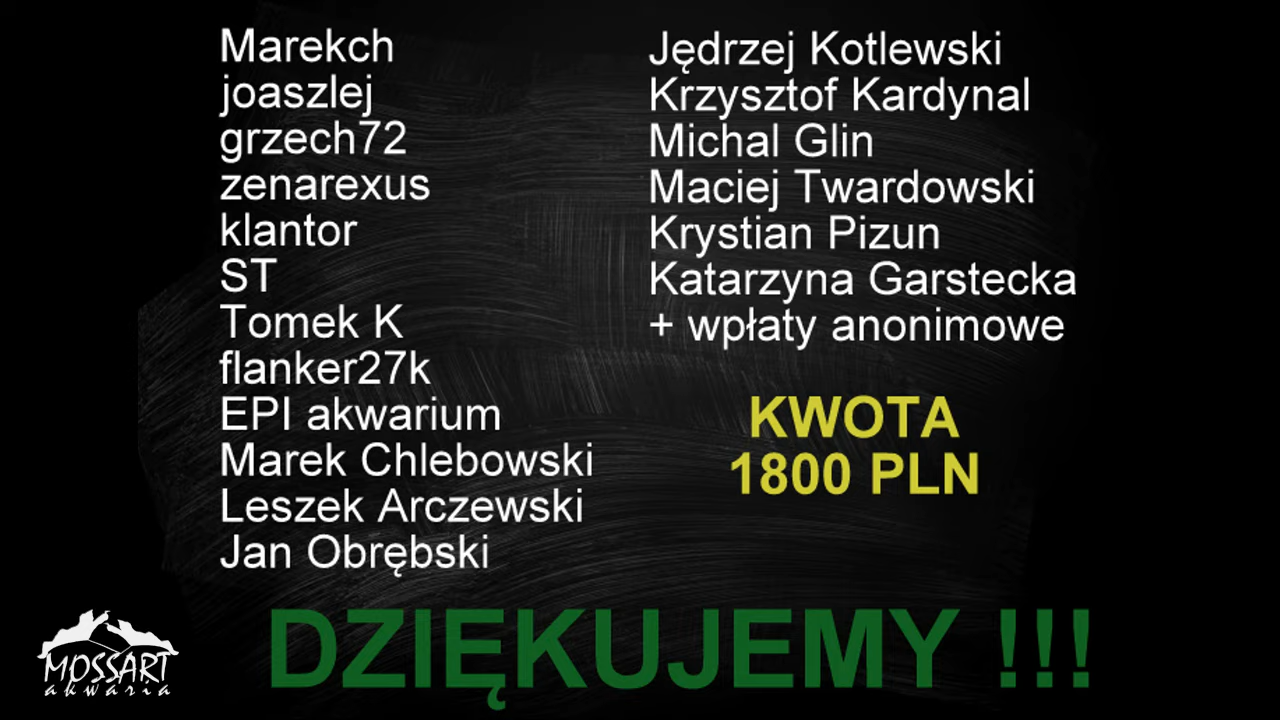 Marekch
joaszlej
grzech72
zenarexus
klantor
ST
Tomek K
flanker27k
EPI akwarium
Marek Chlebowski
Leszek Arczewski
Jan Obrębski
Jędrzej Kotlewski
Krzysztof Kardynal
Michal Glin
Maciej Twardowski
Krystian Pizun
Katarzyna Garstecka
+ wpłaty anonimowe
KWOTA
1800 PLN
DZIĘKUJEMY !!!
MOSSART
akwaria